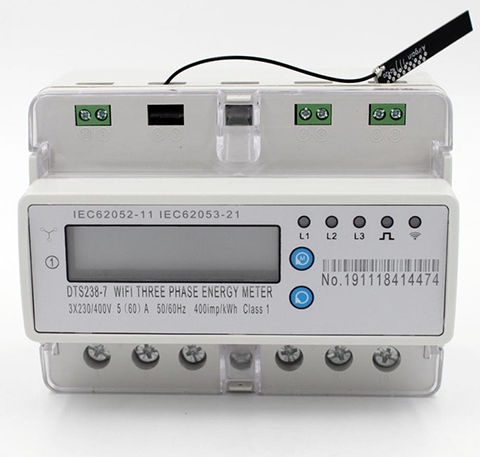 IEC62052-11 IEC62053-21
L1 L2 L3
1
M
DTS238-7 WIFI THREE PHASE ENERGY METER
3X230/400V 5(60)A 50/60Hz 400imp/kWh Class 1
No.191118414474